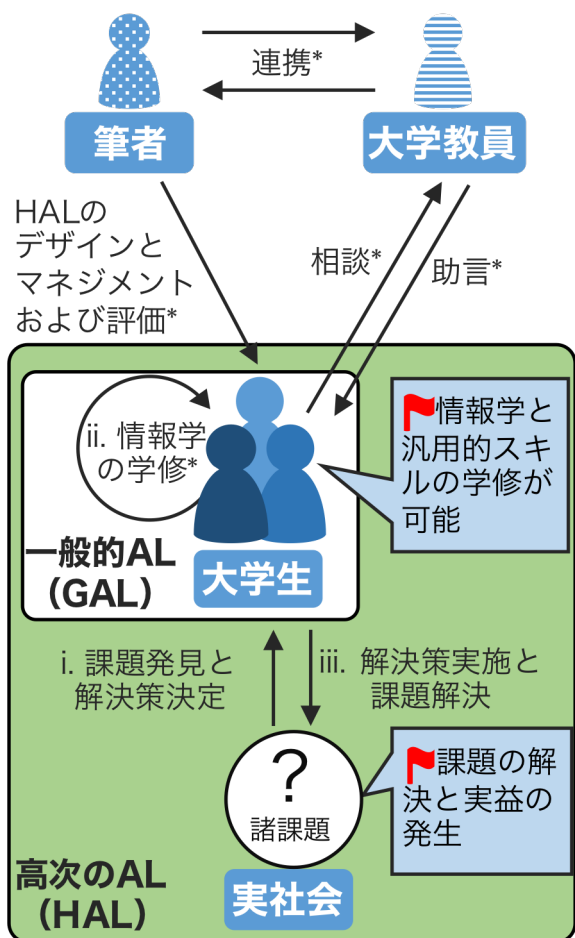 連携*
筆者
大学教員
HALの
デザインと
マネジメント
および評価*
相談*
助言*
ii. 情報学
の学修*
情報学と
汎用的スキ
ルの学修が
可能
一般的AL
（GAL）
大学生
i. 課題発見と
解決策決定
iii. 解決策実施と
課題解決
?
諸課題
課題の解
決と実益の
発生
高次のAL
（HAL）
実社会